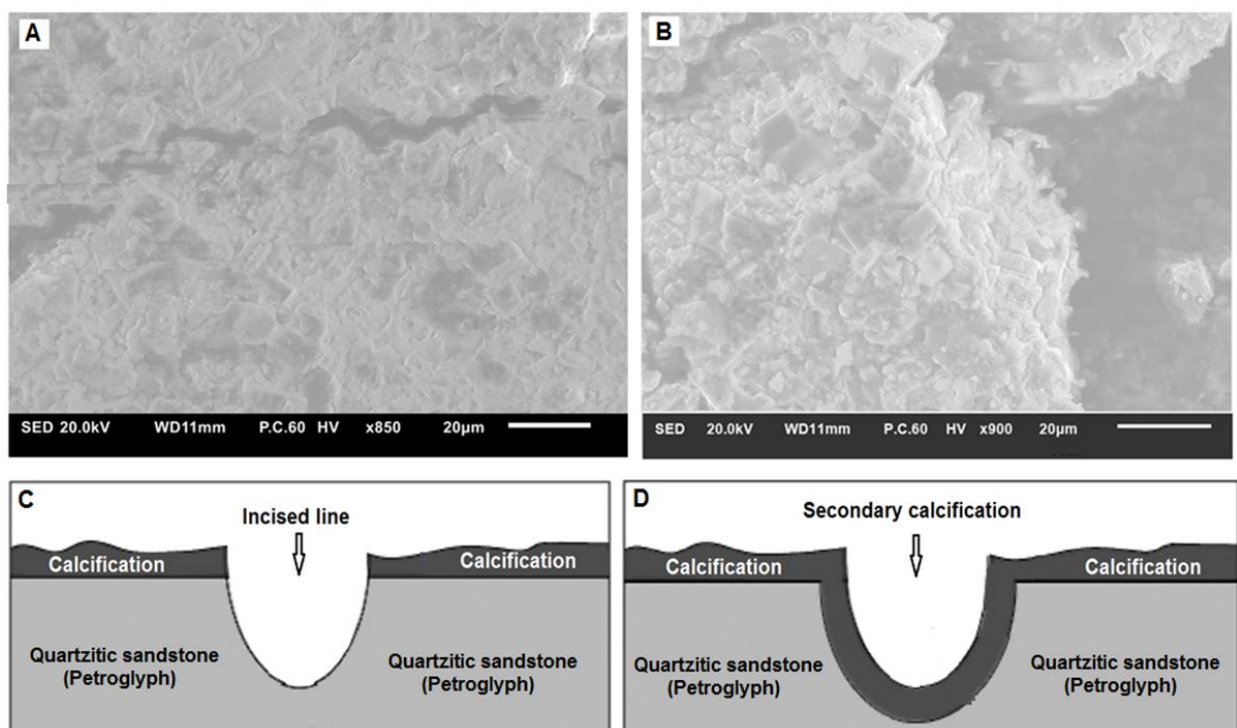 A
SED 20.0kV WD11mm P.C.60 HV x850 20µm
B
SED 20.0kV WD11mm P.C.60 HV x900 20µm
C
Incised line
Calcification
Calcification
Quartzitic sandstone
(Petroglyph)
Quartzitic sandstone
(Petroglyph)
D
Secondary calcification
Calcification
Calcification
Quartzitic sandstone
(Petroglyph)
Quartzitic sandstone
(Petroglyph)